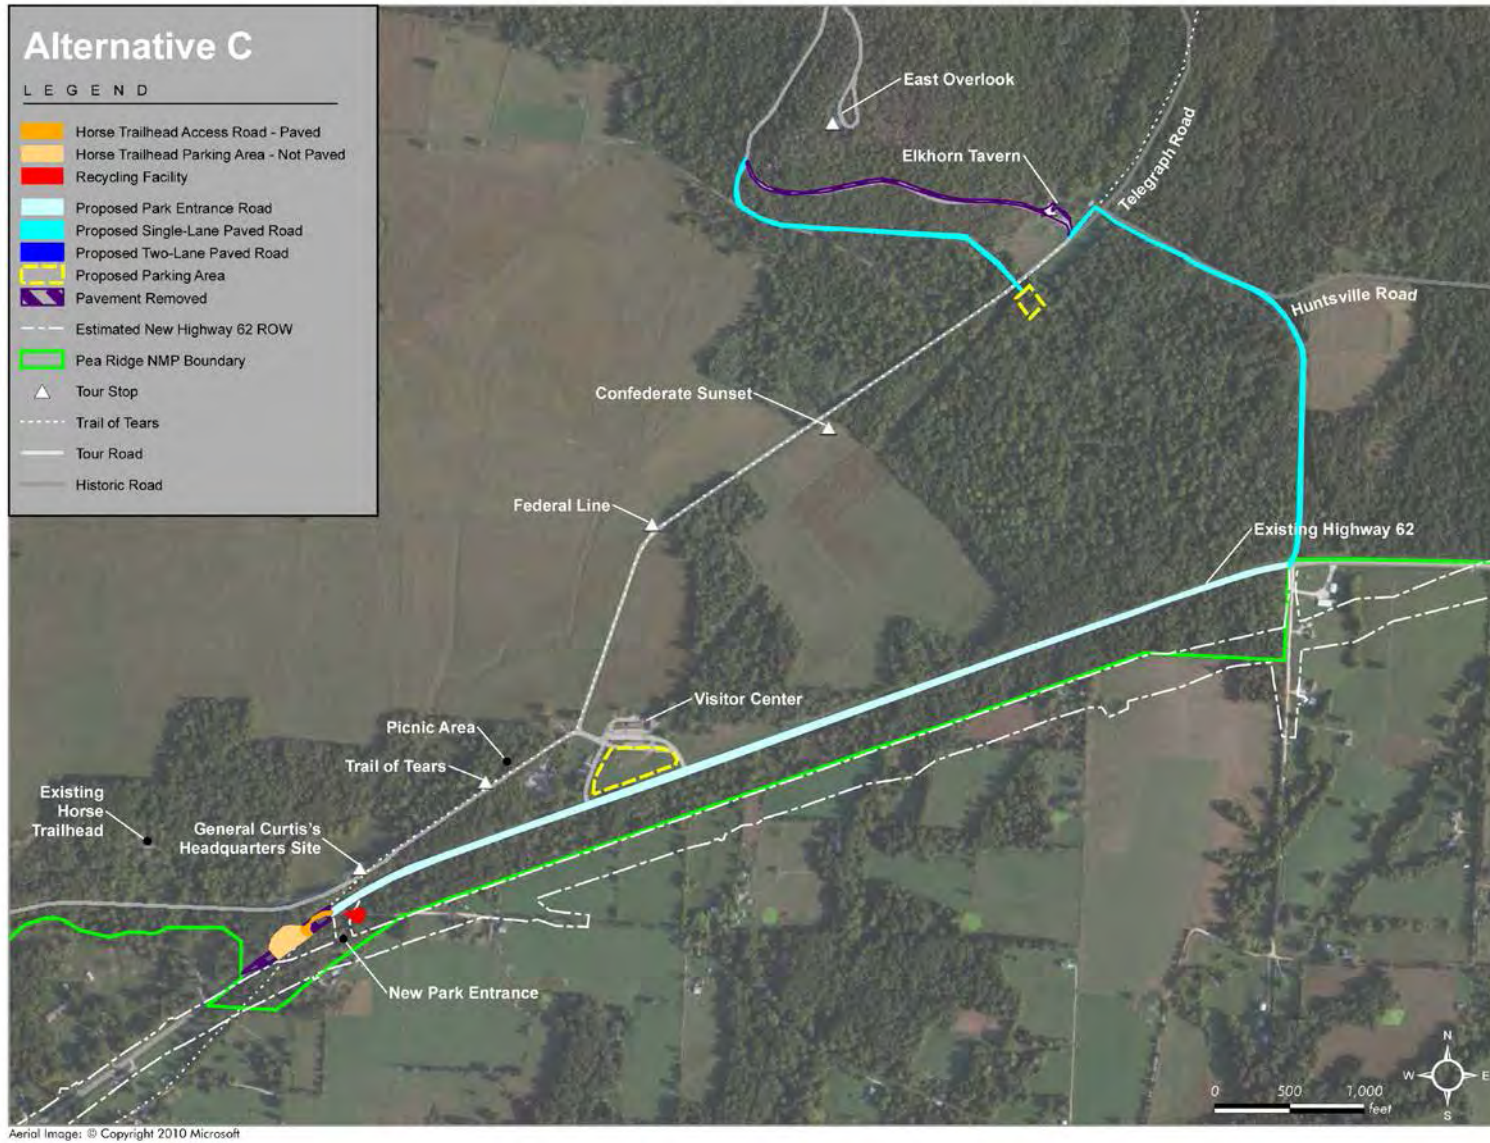 Alternative C
LEGEND
Horse Trailhead Access Road - Paved
Horse Trailhead Parking Area - Not Paved
Recycling Facility
Proposed Park Entrance Road
Proposed Single-Lane Paved Road
Proposed Two-Lane Paved Road
Proposed Parking Area
Pavement Removed
Estimated New Highway 62 ROW
Pea Ridge NMP Boundary
Tour Stop
Trail of Tears
Tour Road
Historic Road
East Overlook
Elkhorn Tavern
Telegraph Road
Huntsville Road
Confederate Sunset
Federal Line
Existing Highway 62
Visitor Center
Picnic Area
Trail of Tears
Existing
Horse
Trailhead
General Curtis's
Headquarters Site
New Park Entrance
N
W
E
S
0 500 1,000
feet
Aerial Image: © Copyright 2010 Microsoft